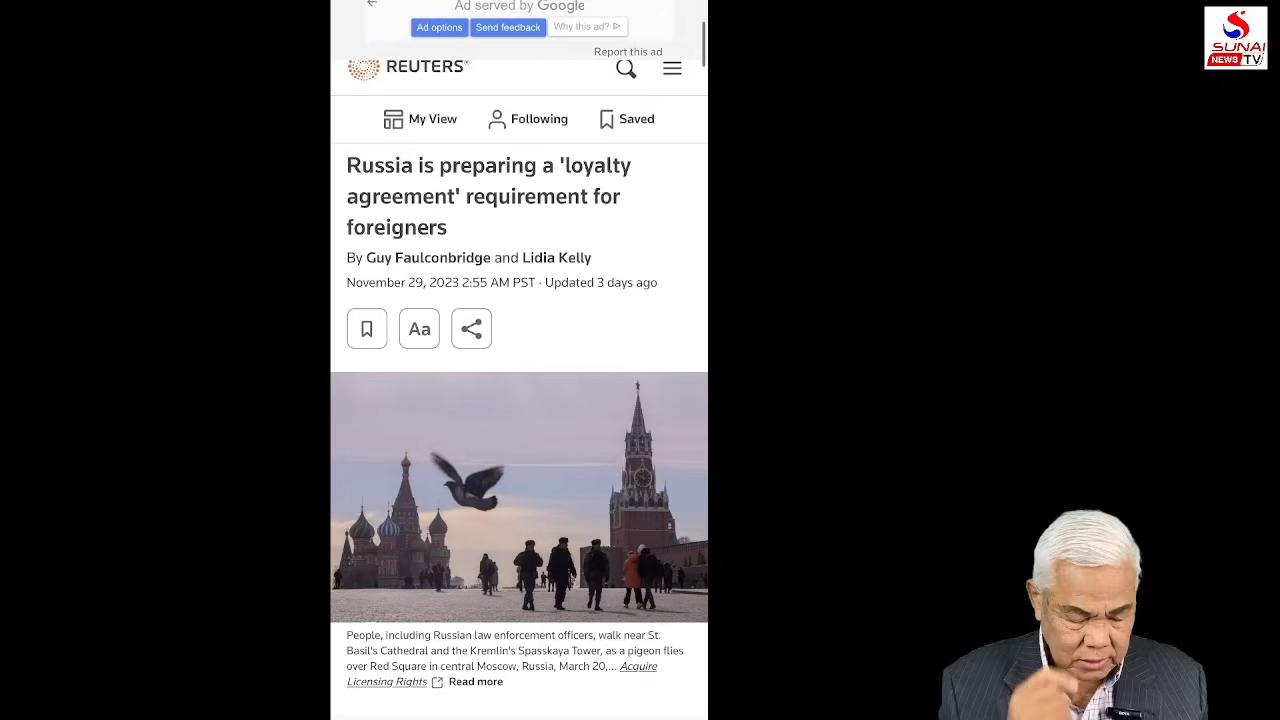 Ad served by Google
Ad options
Send feedback
Why this ad?
Report this ad
REUTERS®
My View
Following
Saved
Russia is preparing a 'loyalty
agreement' requirement for
foreigners
By Guy Faulconbridge and Lidia Kelly
November 29, 2023 2:55 AM PST · Updated 3 days ago
Aa
People, including Russian law enforcement officers, walk near St.
Basil's Cathedral and the Kremlin's Spasskaya Tower, as a pigeon flies
over Red Square in central Moscow, Russia, March 20,... Acquire
Licensing Rights Read more
SUNAI
NEWS TV